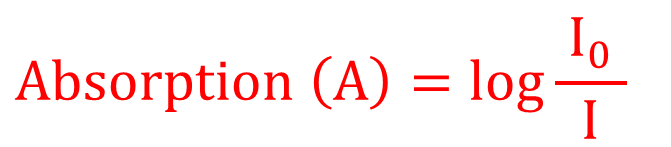 Absorption (A) = log I₀/I